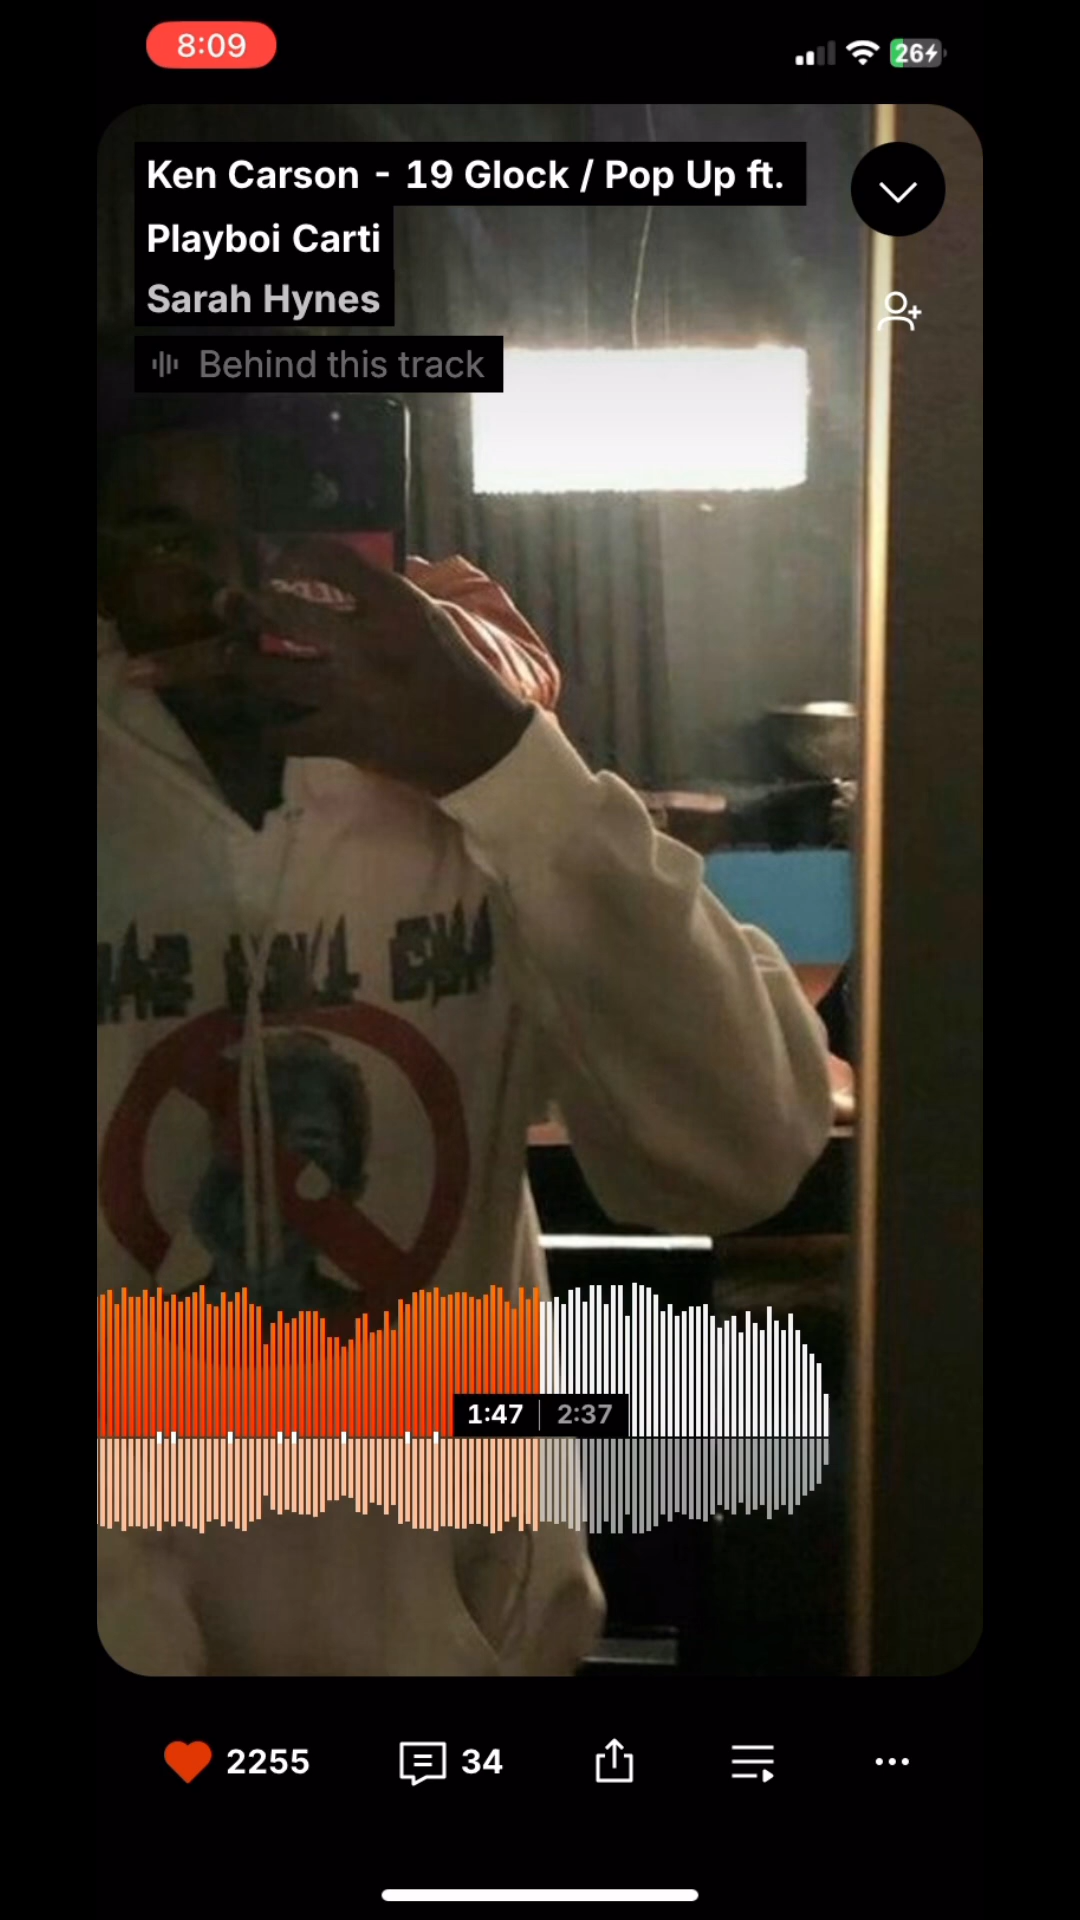 8:09
26
Ken Carson - 19 Glock / Pop Up ft.
Playboi Carti
Sarah Hynes
Behind this track
1:47 2:37
2255 34